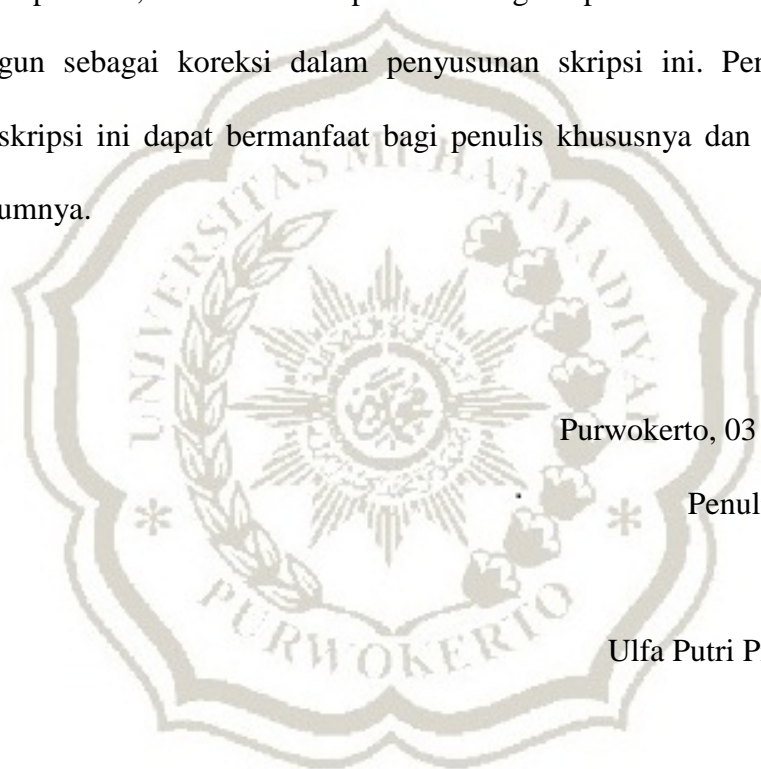 gun sebagai koreksi dalam penyusunan skripsi ini. Per
skripsi ini dapat bermanfaat bagi penulis khususnya dan
umnya.
UNIVERSITAS MUHAMMADIYAH
Purwokerto, 03
Penul
PURWOKERTO
Ulfa Putri P